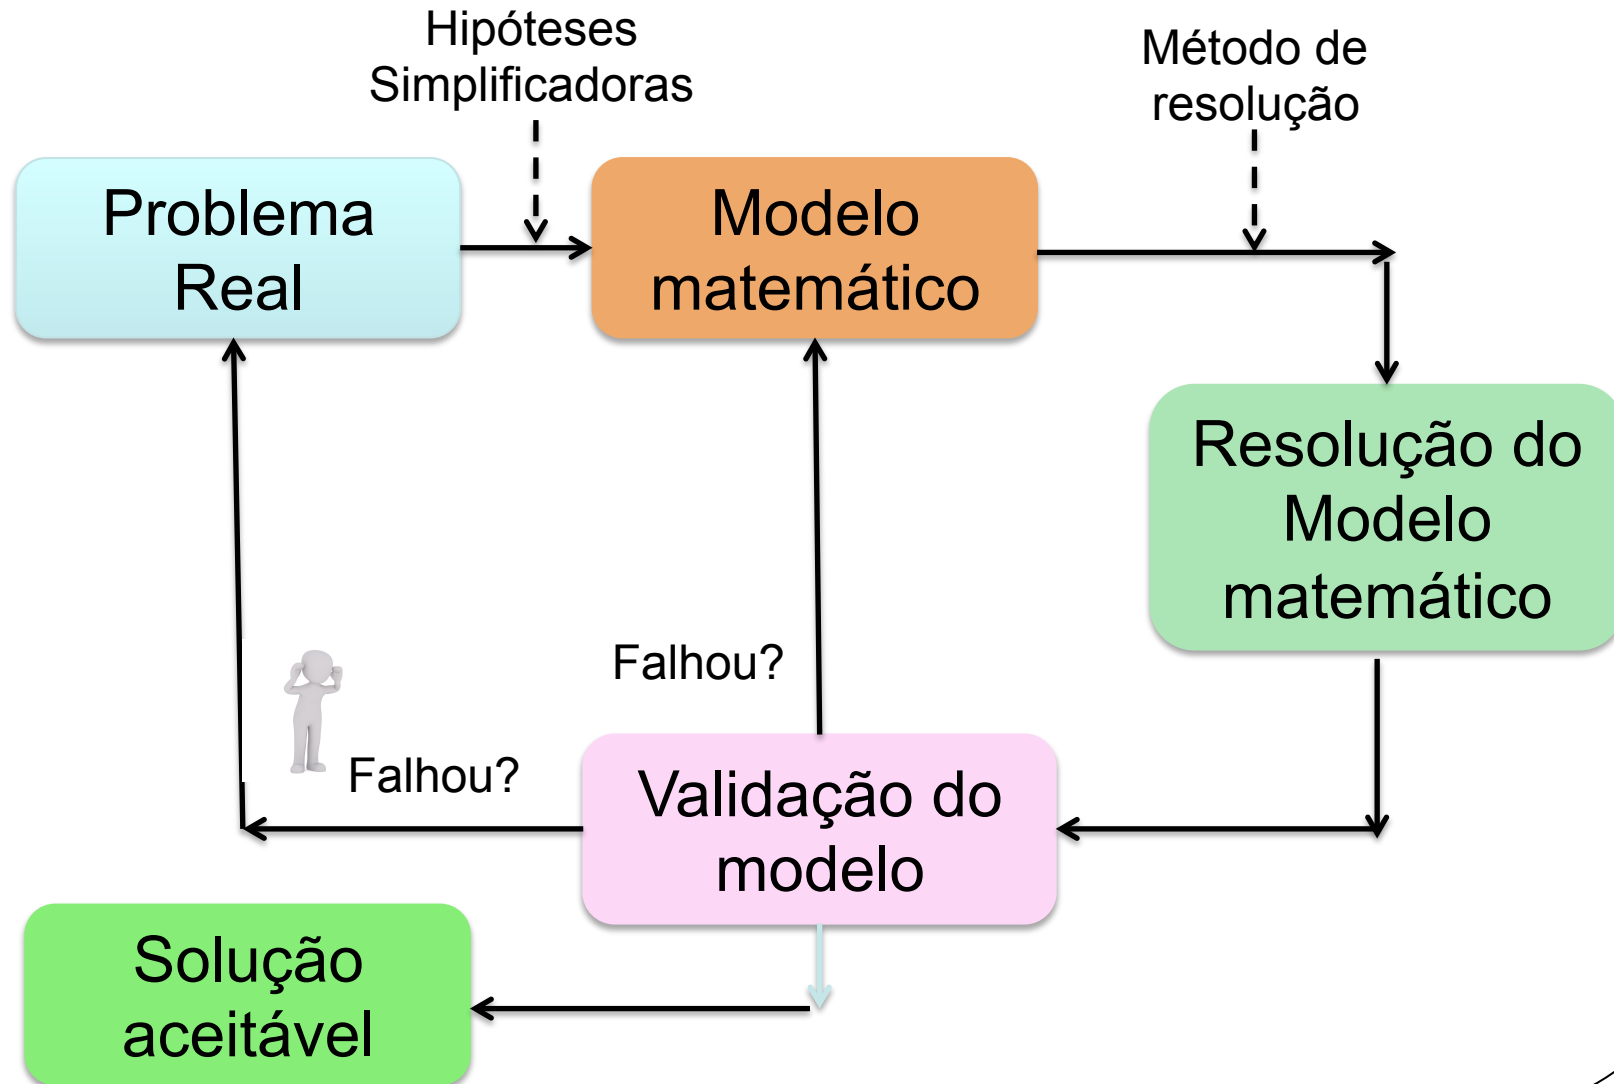 Hipóteses
Simplificadoras
Método de
resolução
Problema
Real
Modelo
matemático
Resolução do
Modelo
matemático
Falhou?
Falhou?
Validação do
modelo
Solução
aceitável